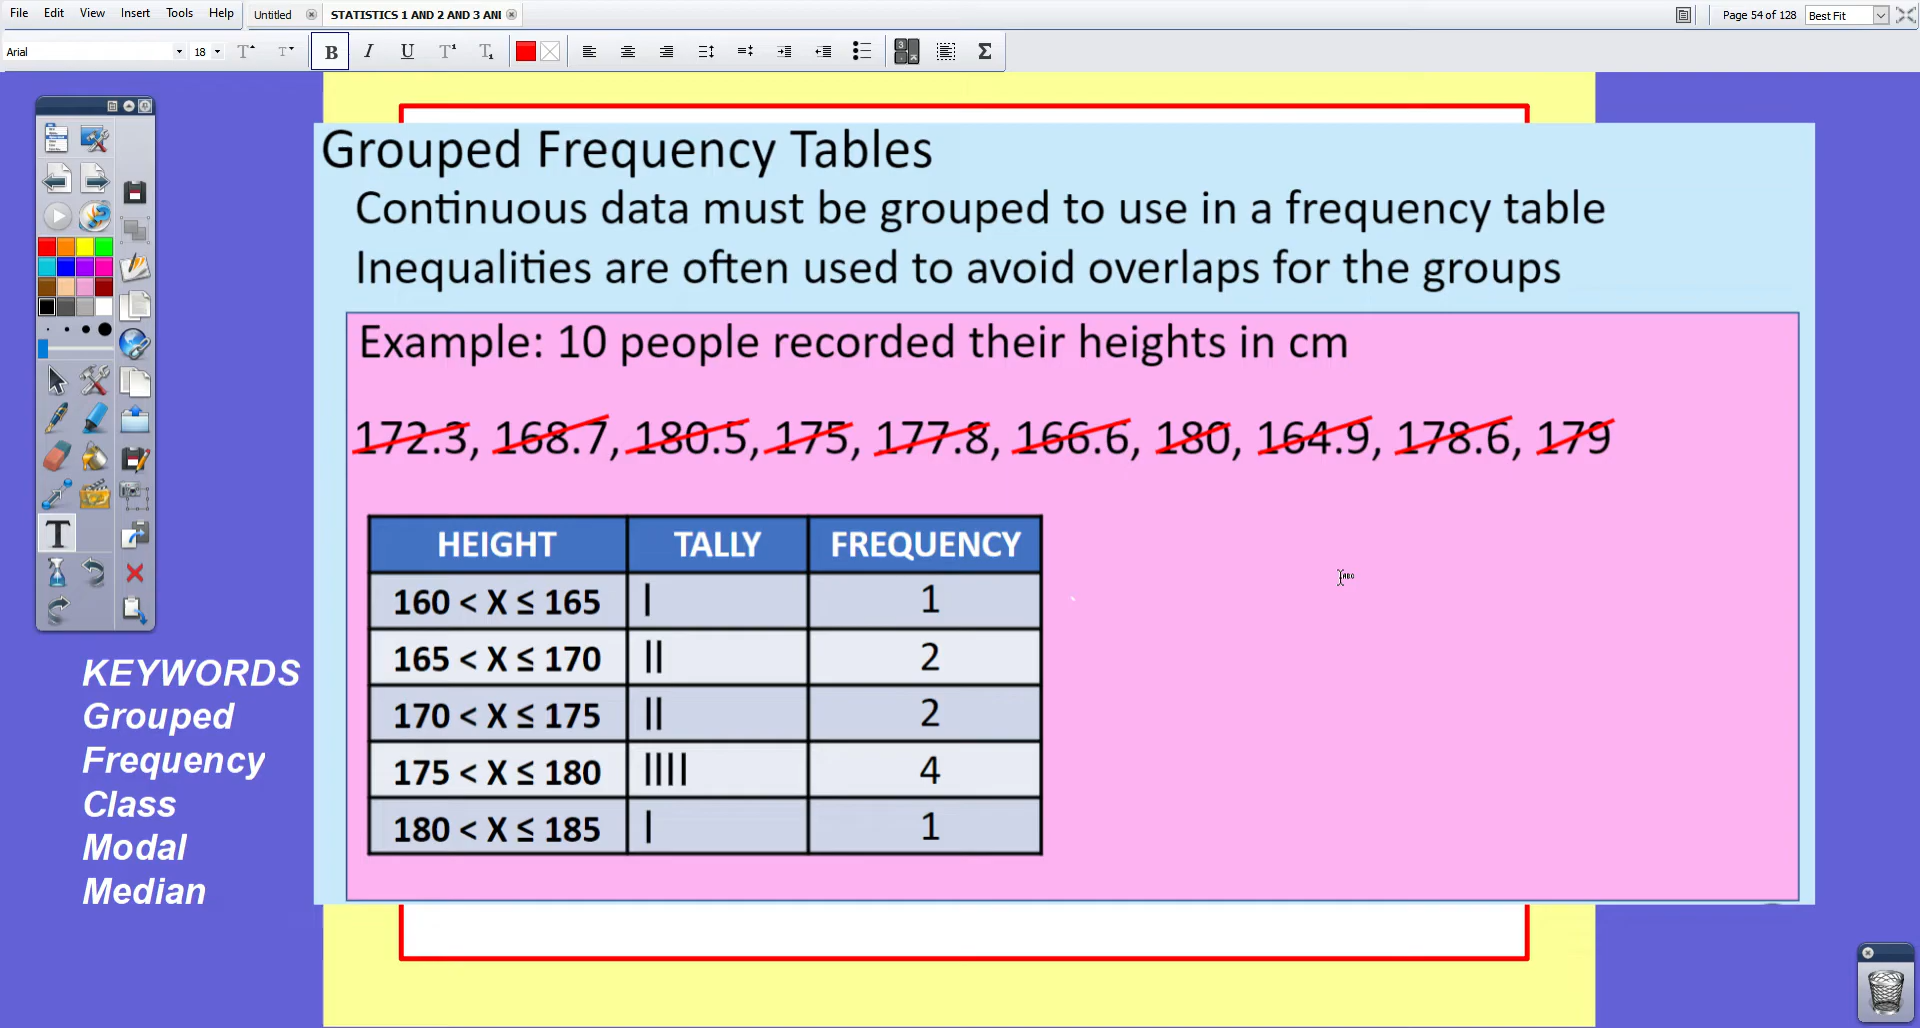 File Edit View Insert Tools Help
Untitled
STATISTICS 1 AND 2 AND 3 ANI
Page 54 of 128
Best Fit
Arial
18
B I U T T Σ
Grouped Frequency Tables
Continuous data must be grouped to use in a frequency table
Inequalities are often used to avoid overlaps for the groups
Example: 10 people recorded their heights in cm
172.3, 168.7, 180.5, 175, 177.8, 166.6, 180, 164.9, 178.6, 179
HEIGHT TALLY FREQUENCY
160 < X ≤ 165 | 1
165 < X ≤ 170 || 2
170 < X ≤ 175 || 2
175 < X ≤ 180 |||| 4
180 < X ≤ 185 | 1
KEYWORDS
Grouped
Frequency
Class
Modal
Median